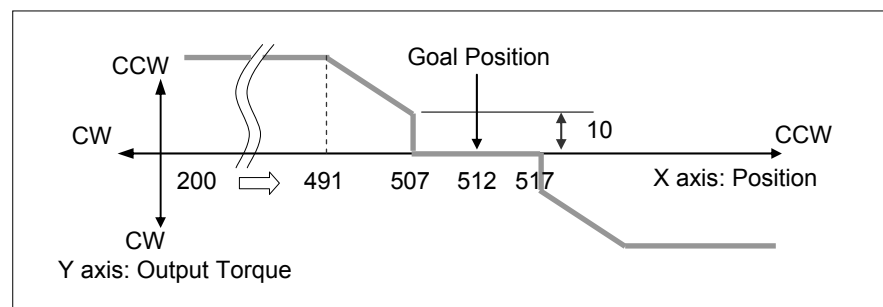 CCW
Goal Position
10
CW
CCW
200
491
507
512
517
X axis: Position
CW
Y axis: Output Torque